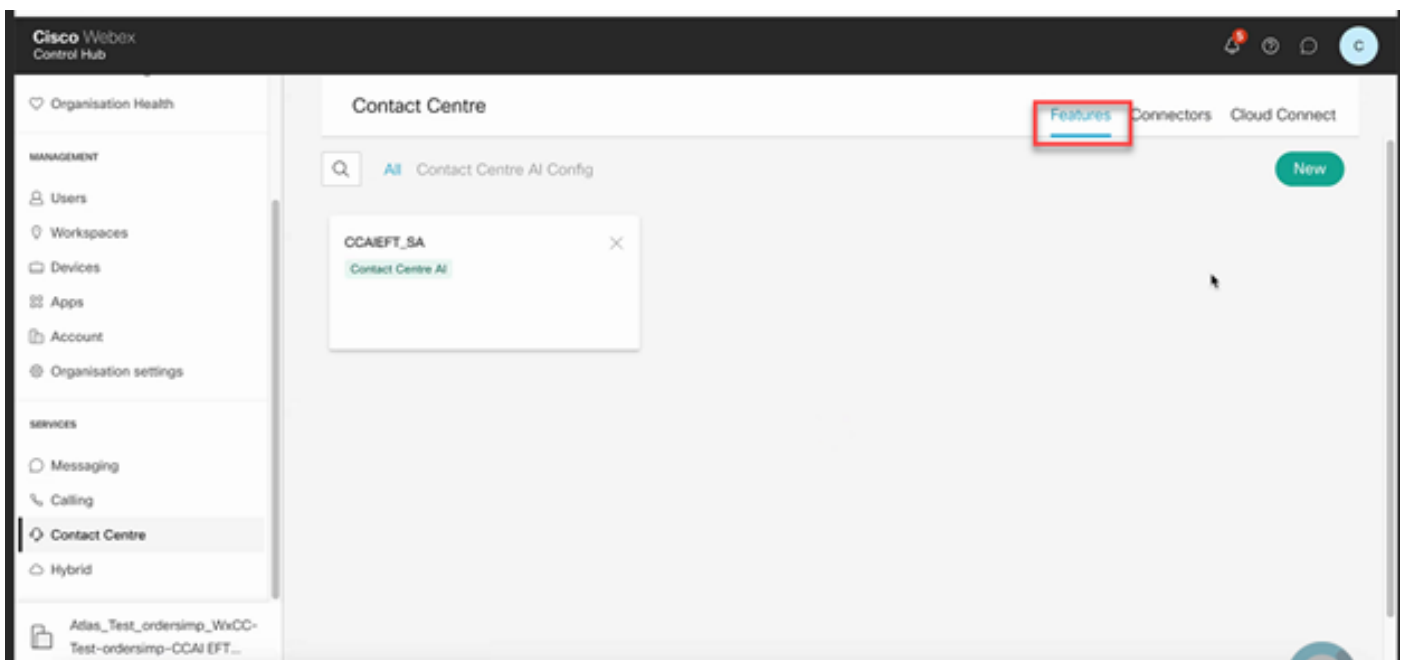 Cisco Webex
Control Hub
5
C
Organisation Health
MANAGEMENT
Users
Workspaces
Devices
Apps
Account
Organisation settings
SERVICES
Messaging
Calling
Contact Centre
Hybrid
Atlas_Test_ordersimp_WxCC-
Test-ordersimp-CCAI EFT...
Contact Centre
Features Connectors Cloud Connect
All Contact Centre AI Config
New
CCAIEFT_SA
Contact Centre AI